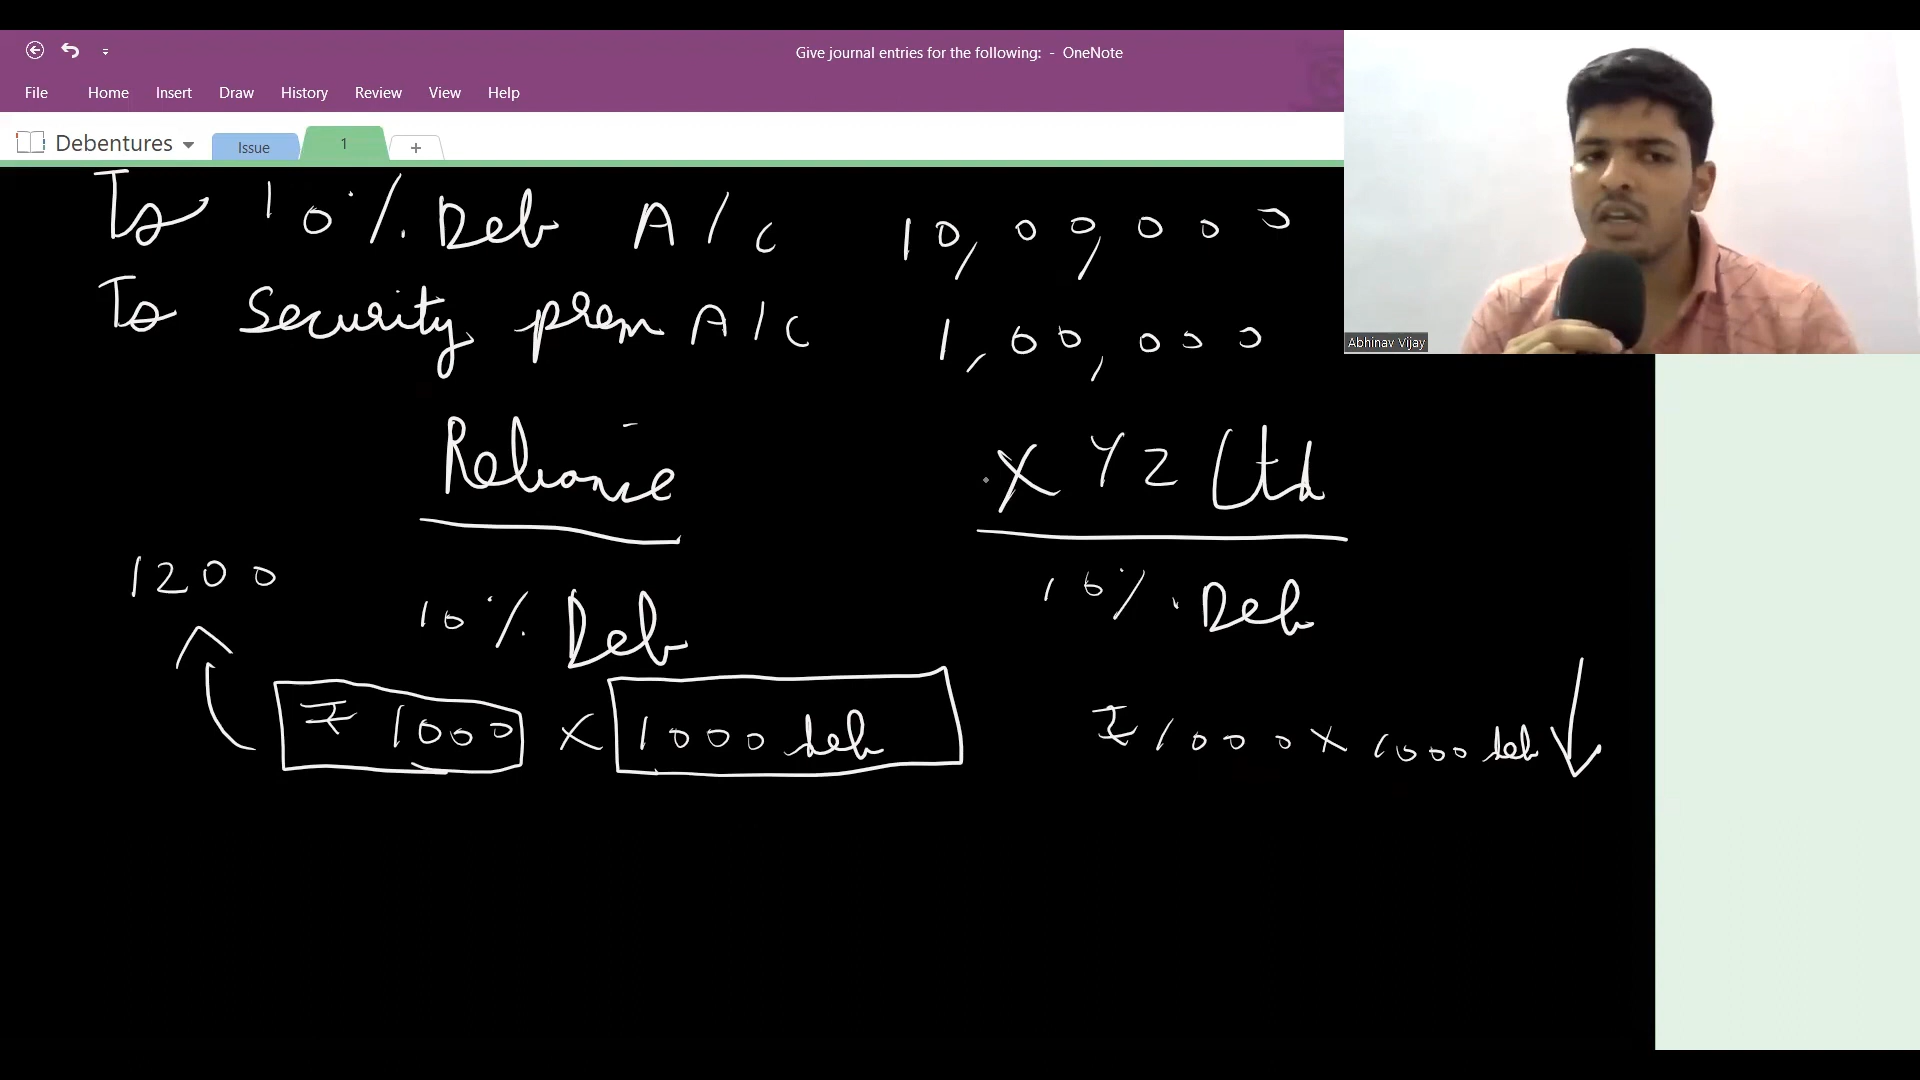 Give journal entries for the following: - OneNote
File Home Insert Draw History Review View Help
Debentures Issue 1 +
Abhinav Vijay
To 10% Deb A/c 10,00,000
To Security prem A/c 1,00,000
Reliance XYZ Ltd
1200
10% Deb 10% Deb
₹ 1000 X 1000 deb ₹ 1000 X 1000 deb